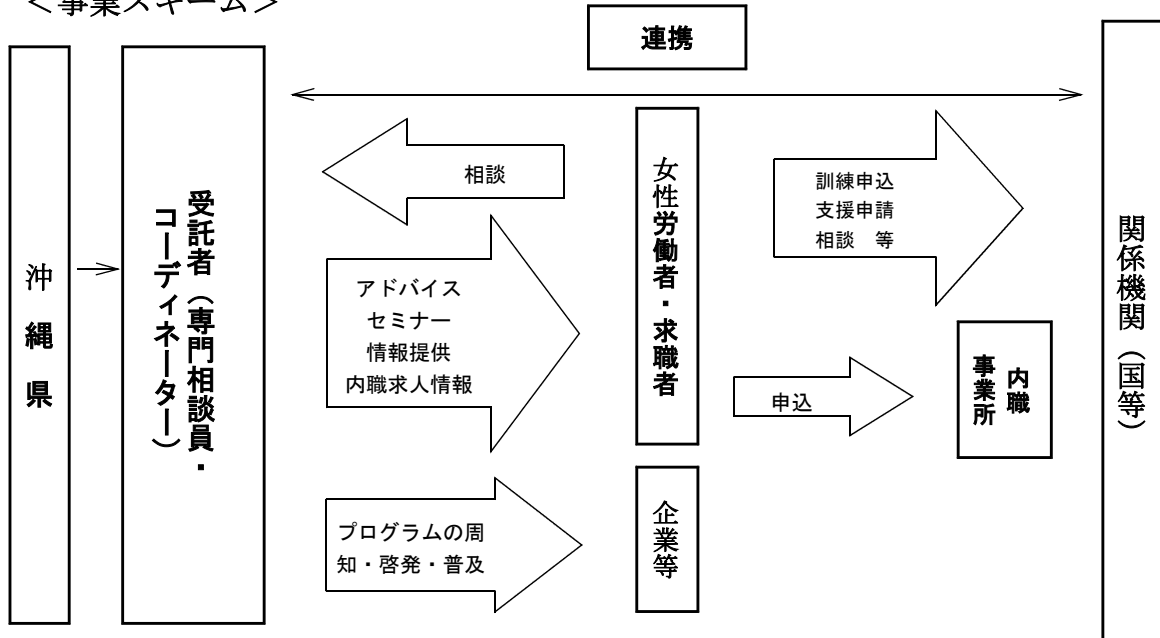 ＜事業スキーム＞
連携
沖縄県
受託者（専門相談員・
コーディネーター）
相談
アドバイス
セミナー
情報提供
内職求人情報
プログラムの周
知・啓発・普及
女性労働者・求職者
企業等
訓練申込
支援申請
相談　等
申込
内職
事業所
関係機関（国等）